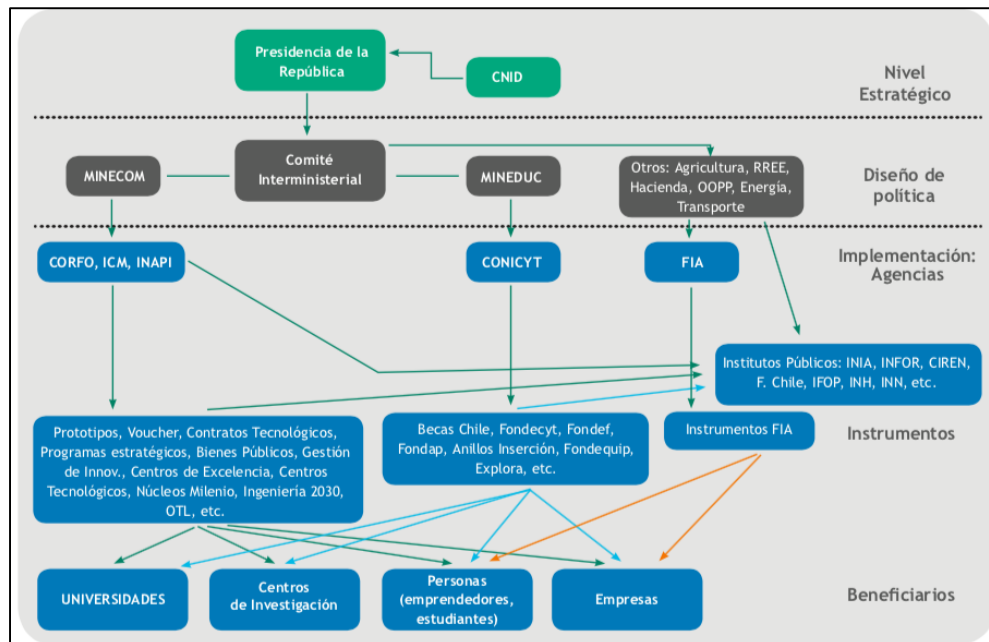 Presidencia de la
República
CNID
Nivel
Estratégico
MINECOM
Comité
Interministerial
MINEDUC
Otros: Agricultura, RREE,
Hacienda, OOPP, Energía,
Transporte
Diseño de
política
CORFO, ICM, INAPI
CONICYT
FIA
Implementación:
Agencias
Institutos Públicos: INIA, INFOR, CIREN,
F. Chile, IFOP, INH, INN, etc.
Prototipos, Voucher, Contratos Tecnológicos,
Programas estratégicos, Bienes Públicos, Gestión
de Innov., Centros de Excelencia, Centros
Tecnológicos, Núcleos Milenio, Ingeniería 2030,
OTL, etc.
Becas Chile, Fondecyt, Fondef,
Fondap, Anillos Inserción, Fondequip,
Explora, etc.
Instrumentos FIA
Instrumentos
UNIVERSIDADES
Centros
de Investigación
Personas
(emprendedores,
estudiantes)
Empresas
Beneficiarios